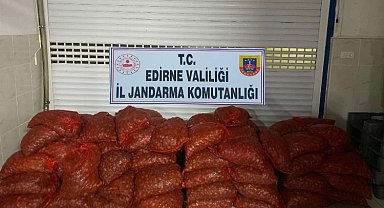 T.C.
EDİRNE VALİLİĞİ
İL JANDARMA KOMUTANLIĞI